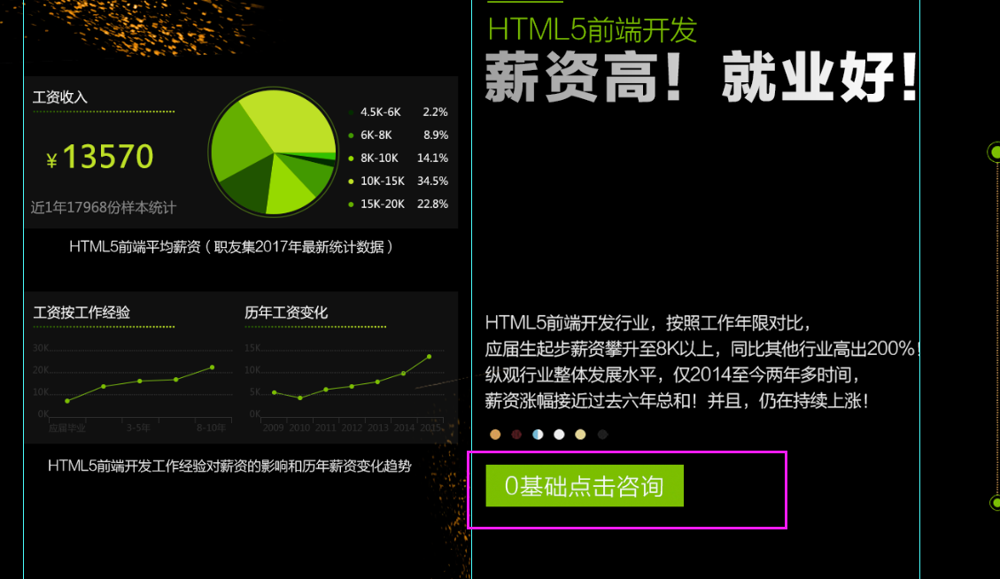 工资收入
¥13570
近1年17968份样本统计
4.5K-6K 2.2%
6K-8K 8.9%
8K-10K 14.1%
10K-15K 34.5%
15K-20K 22.8%
HTML5前端平均薪资（职友集2017年最新统计数据）
工资按工作经验
30K
20K
10K
0K
应届毕业 3-5年 8-10年
历年工资变化
15K
10K
5K
0K
2009 2010 2011 2012 2013 2014 2015
HTML5前端开发工作经验对薪资的影响和历年薪资变化趋势
HTML5前端开发
薪资高！就业好！
HTML5前端开发行业，按照工作年限对比，
应届生起步薪资攀升至8K以上，同比其他行业高出200%！
纵观行业整体发展水平，仅2014至今两年多时间，
薪资涨幅接近过去六年总和！并且，仍在持续上涨！
0基础点击咨询